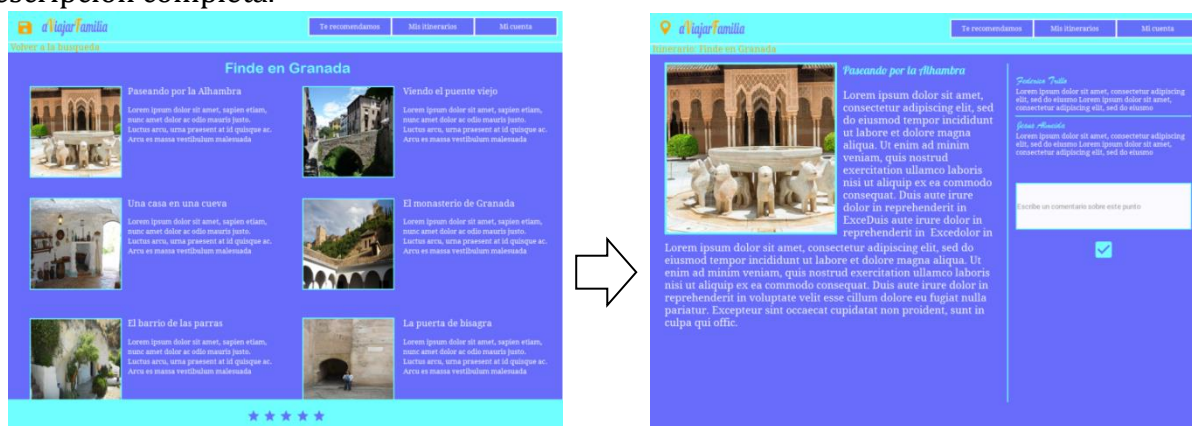 escripción completa.
aViajarFamilia
Te recomendamos
Mis itinerarios
Mi cuenta
Volver a la busqueda
Finde en Granada
Paseando por la Alhambra
Lorem ipsum dolor sit amet, sapien etiam,
nunc amet dolor ac odio mauris justo.
Luctus arcu, urna praesent at id quisque ac.
Arcu es massa vestibulum malesuada
Viendo el puente viejo
Lorem ipsum dolor sit amet, sapien etiam,
nunc amet dolor ac odio mauris justo.
Luctus arcu, urna praesent at id quisque ac.
Arcu es massa vestibulum malesuada
Una casa en una cueva
Lorem ipsum dolor sit amet, sapien etiam,
nunc amet dolor ac odio mauris justo.
Luctus arcu, urna praesent at id quisque ac.
Arcu es massa vestibulum malesuada
El monasterio de Granada
Lorem ipsum dolor sit amet, sapien etiam,
nunc amet dolor ac odio mauris justo.
Luctus arcu, urna praesent at id quisque ac.
Arcu es massa vestibulum malesuada
El barrio de las parras
Lorem ipsum dolor sit amet, sapien etiam,
nunc amet dolor ac odio mauris justo.
Luctus arcu, urna praesent at id quisque ac.
Arcu es massa vestibulum malesuada
La puerta de bisagra
Lorem ipsum dolor sit amet, sapien etiam,
nunc amet dolor ac odio mauris justo.
Luctus arcu, urna praesent at id quisque ac.
Arcu es massa vestibulum malesuada
aViajarFamilia
Te recomendamos
Mis itinerarios
Mi cuenta
Itinerario: Finde en Granada
Paseando por la Alhambra
Lorem ipsum dolor sit amet,
consectetur adipiscing elit, sed
do eiusmod tempor incididunt
ut labore et dolore magna
aliqua. Ut enim ad minim
veniam, quis nostrud
exercitation ullamco laboris
nisi ut aliquip ex ea commodo
consequat. Duis aute irure
dolor in reprehenderit in
ExceDuis aute irure dolor in
reprehenderit in Excedolor in
Lorem ipsum dolor sit amet, consectetur adipiscing elit, sed do
eiusmod tempor incididunt ut labore et dolore magna aliqua. Ut
enim ad minim veniam, quis nostrud exercitation ullamco laboris
nisi ut aliquip ex ea commodo consequat. Duis aute irure dolor in
reprehenderit in voluptate velit esse cillum dolore eu fugiat nulla
pariatur. Excepteur sint occaecat cupidatat non proident, sunt in
culpa qui offic.
Federico Trillo
Lorem ipsum dolor sit amet, consectetur adipiscing
elit, sed do eiusmo Lorem ipsum dolor sit amet,
consectetur adipiscing elit, sed do eiusmo
Jesus Almeida
Lorem ipsum dolor sit amet, consectetur adipiscing
elit, sed do eiusmo Lorem ipsum dolor sit amet,
consectetur adipiscing elit, sed do eiusmo
Escribe un comentario sobre este punto